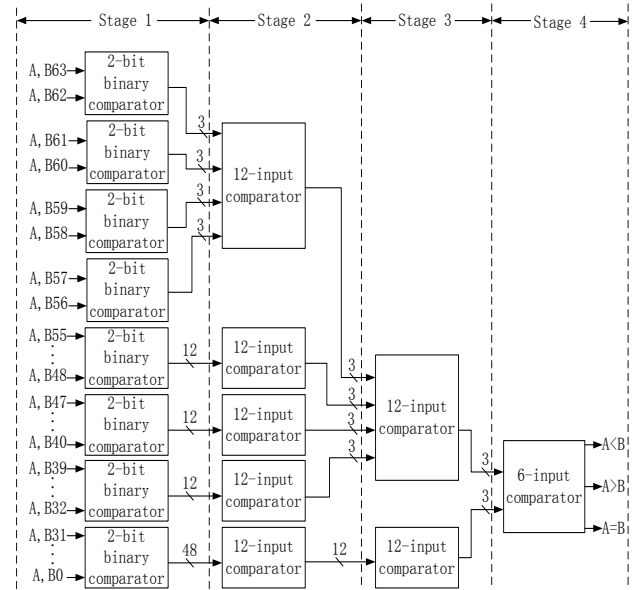 Stage 1
Stage 2
Stage 3
Stage 4
A,B63
A,B62
2-bit
binary
comparator
3
A,B61
A,B60
2-bit
binary
comparator
3
A,B59
A,B58
2-bit
binary
comparator
3
A,B57
A,B56
2-bit
binary
comparator
3
12-input
comparator
A,B55
A,B48
2-bit
binary
comparator
12
12-input
comparator
3
A,B47
A,B40
2-bit
binary
comparator
12
12-input
comparator
3
3
A,B39
A,B32
2-bit
binary
comparator
12
12-input
comparator
3
12-input
comparator
3
A,B31
A,B0
2-bit
binary
comparator
48
12-input
comparator
12
12-input
comparator
3
6-input
comparator
A<B
A>B
A=B